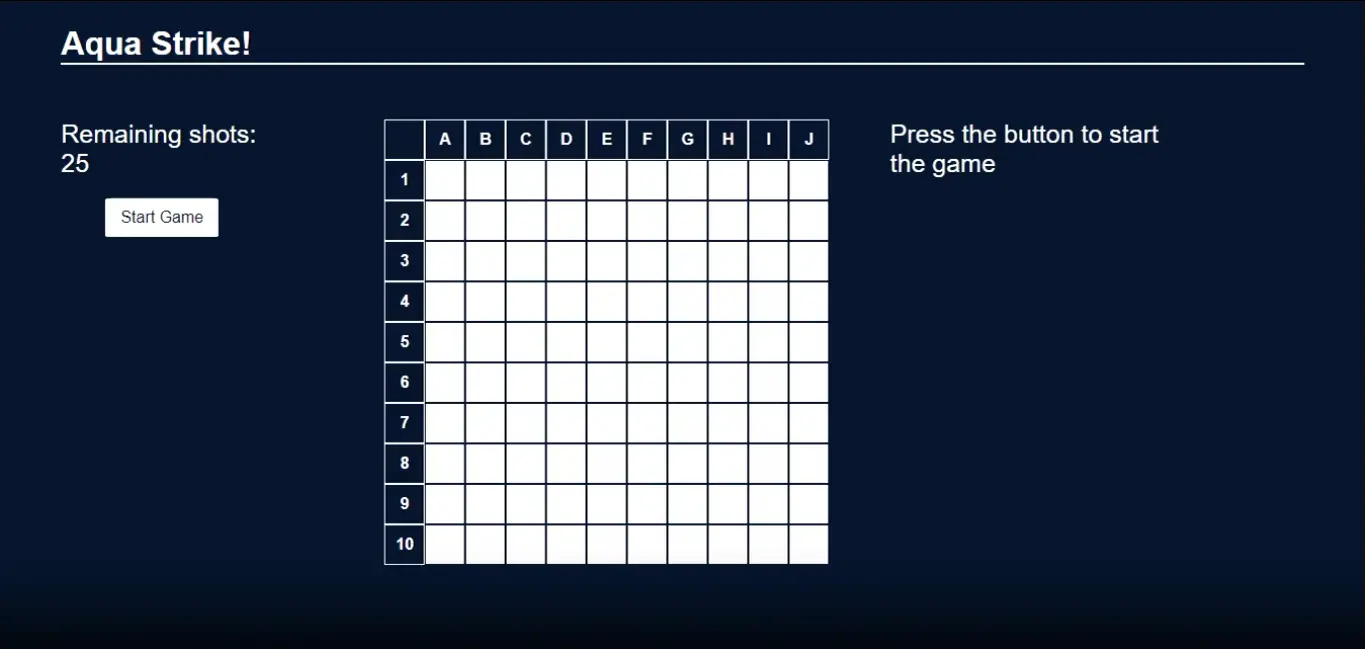 Aqua Strike!
Remaining shots:
25
Start Game
A B C D E F G H I J
1
2
3
4
5
6
7
8
9
10
Press the button to start
the game